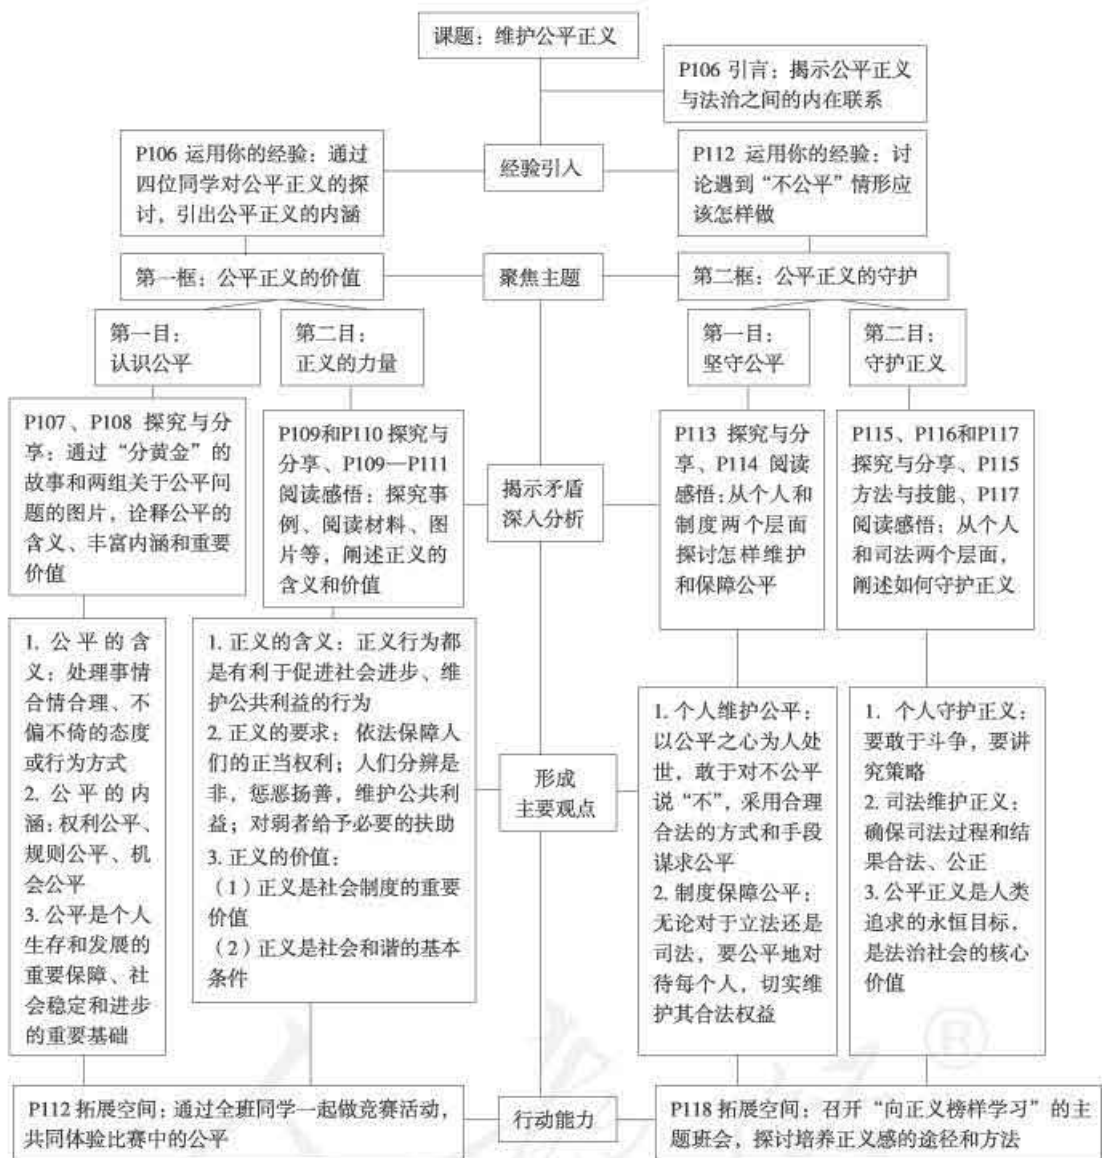 课题：维护公平正义
P106 引言：揭示公平正义
与法治之间的内在联系
P106 运用你的经验：通过
四位同学对公平正义的探
讨，引出公平正义的内涵
经验引入
P112 运用你的经验：讨
论遇到“不公平”情形应
该怎样做
第一框：公平正义的价值
聚焦主题
第二框：公平正义的守护
第一目：
认识公平
第二目：
正义的力量
第一目：
坚守公平
第二目：
守护正义
P107、P108 探究与分
享：通过“分黄金”的
故事和两组关于公平问
题的图片，诠释公平的
含义、丰富内涵和重要
价值
P109和P110 探究与
分享、P109—P111
阅读感悟：探究事
例、阅读材料、图
片等，阐述正义的
含义和价值
揭示矛盾
深入分析
P113 探究与分
享、P114 阅读
感悟：从个人和
制度两个层面
探讨怎样维护
和保障公平
P115、P116和P117
探究与分享、P115
方法与技能、P117
阅读感悟：从个人
和司法两个层面，
阐述如何守护正义
1. 公平的含
义：处理事情
合情合理、不
偏不倚的态度
或行为方式
2. 公平的内
涵：权利公平、
规则公平、机
会公平
3. 公平是个人
生存和发展的
重要保障、社
会稳定和进步
的重要基础
1. 正义的含义：正义行为都
是有利于促进社会进步、维
护公共利益的行为
2. 正义的要求：依法保障人
们的正当权利；人们分辨是
非，惩恶扬善，维护公共利
益；对弱者给予必要的扶助
3. 正义的价值：
（1）正义是社会制度的重要
价值
（2）正义是社会和谐的基本
条件
形成
主要观点
1. 个人维护公平：
以公平之心为人处
世，敢于对不公平
说“不”，采用合理
合法的方式和手段
谋求公平
2. 制度保障公平：
无论对于立法还是
司法，要公平地对
待每个人，切实维
护其合法权益
1. 个人守护正义：
要敢于斗争，要讲
究策略
2. 司法维护正义：
确保司法过程和结
果合法、公正
3. 公平正义是人类
追求的永恒目标，
是法治社会的核心
价值
P112 拓展空间：通过全班同学一起做竞赛活动，
共同体验比赛中的公平
行动能力
P118 拓展空间：召开“向正义榜样学习”的主
题班会，探讨培养正义感的途径和方法
®